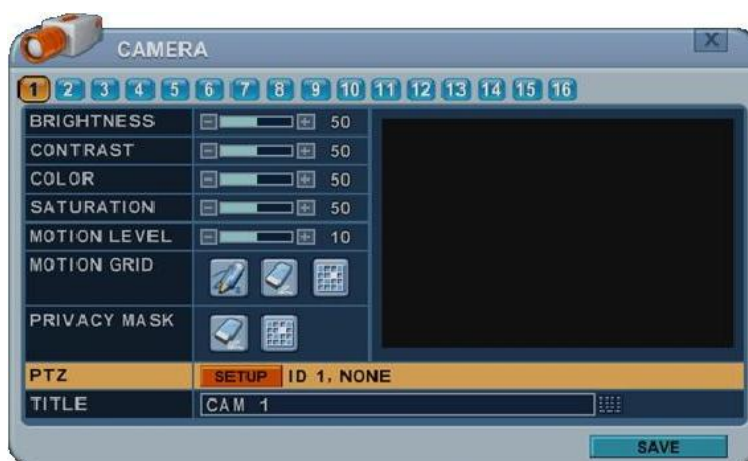 CAMERA X
1 2 3 4 5 6 7 8 9 10 11 12 13 14 15 16
BRIGHTNESS 50
CONTRAST 50
COLOR 50
SATURATION 50
MOTION LEVEL 10
MOTION GRID
PRIVACY MASK
PTZ SETUP ID 1, NONE
TITLE CAM 1
SAVE